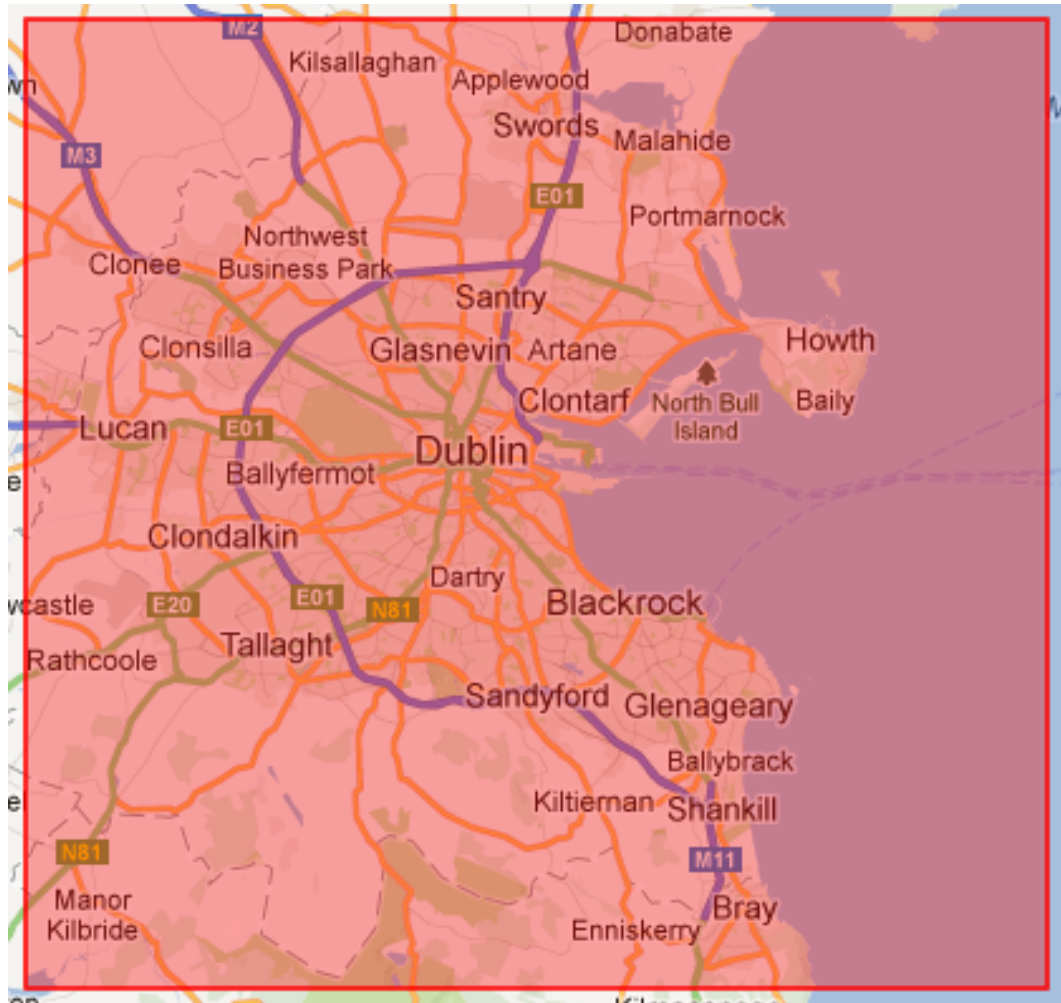 M2
Donabate
Kilsallaghan
Applewood
wn
Swords
Malahide
M3
E01
Portmarnock
Northwest
Business Park
Clonee
Santry
Howth
Clonsilla
Glasnevin
Artane
Clontarf
North Bull
Island
Baily
Lucan
E01
Dublin
Ballyfermot
e
Clondalkin
Dartry
E01
Blackrock
wcastle
E20
N81
Tallaght
Rathcoole
Sandyford
Glenageary
Ballybrack
Kiltiernan
Shankill
e
N81
M11
Manor
Kilbride
Bray
Enniskerry